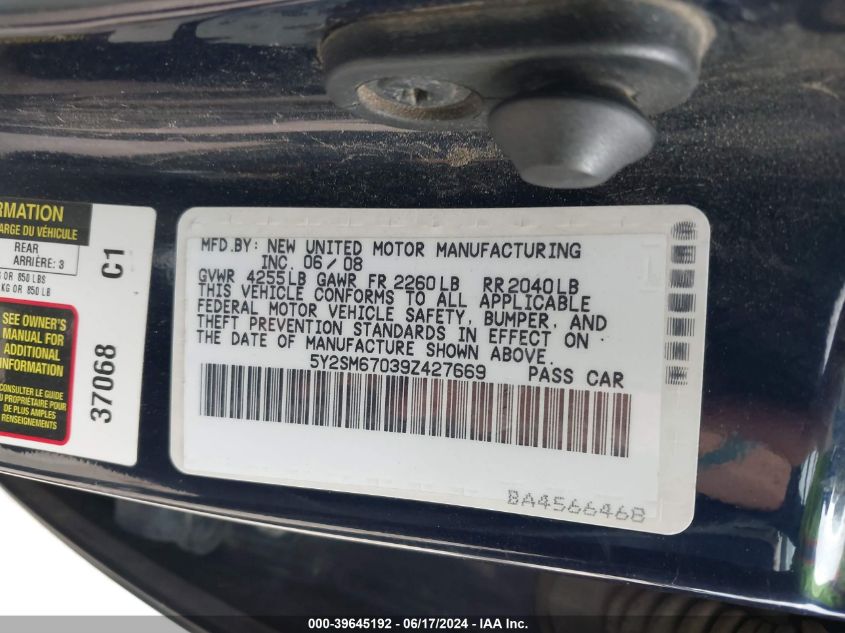 RMATION
ARGE DU VÉHICULE
REAR
ARRIÈRE: 3
G OR 850 LBS
KG OR 850 LB
SEE OWNER'S
MANUAL FOR
ADDITIONAL
INFORMATION
CONSULTER LE GUIDE
DU PROPRIÉTAIRE POUR
DE PLUS AMPLES
RENSEIGNEMENTS
37068 C1
MFD.BY: NEW UNITED MOTOR MANUFACTURING
INC. 06/08
GVWR 4255LB GAWR FR 2260LB RR2040LB
THIS VEHICLE CONFORMS TO ALL APPLICABLE
FEDERAL MOTOR VEHICLE SAFETY, BUMPER, AND
THEFT PREVENTION STANDARDS IN EFFECT ON
THE DATE OF MANUFACTURE SHOWN ABOVE.
5Y2SM67039Z427669 PASS CAR
BA4566468
000-39645192 - 06/17/2024 - IAA Inc.